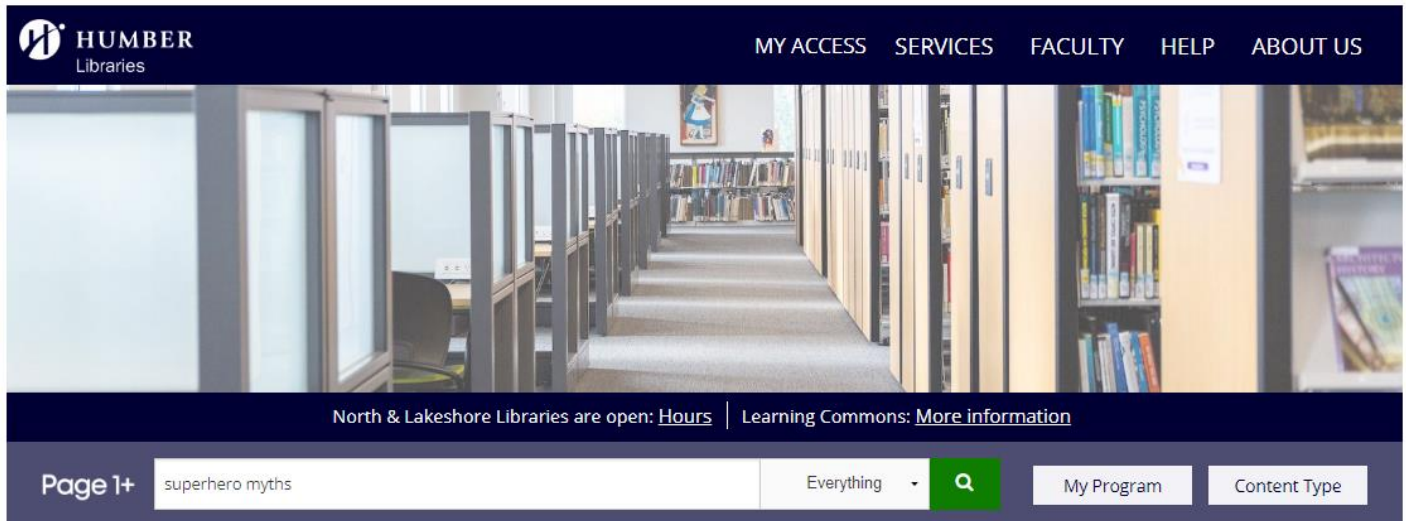 HUMBER
Libraries
MY ACCESS SERVICES FACULTY HELP ABOUT US
PSYCHOLOGY
North & Lakeshore Libraries are open: Hours | Learning Commons: More information
Page 1+ superhero myths Everything My Program Content Type